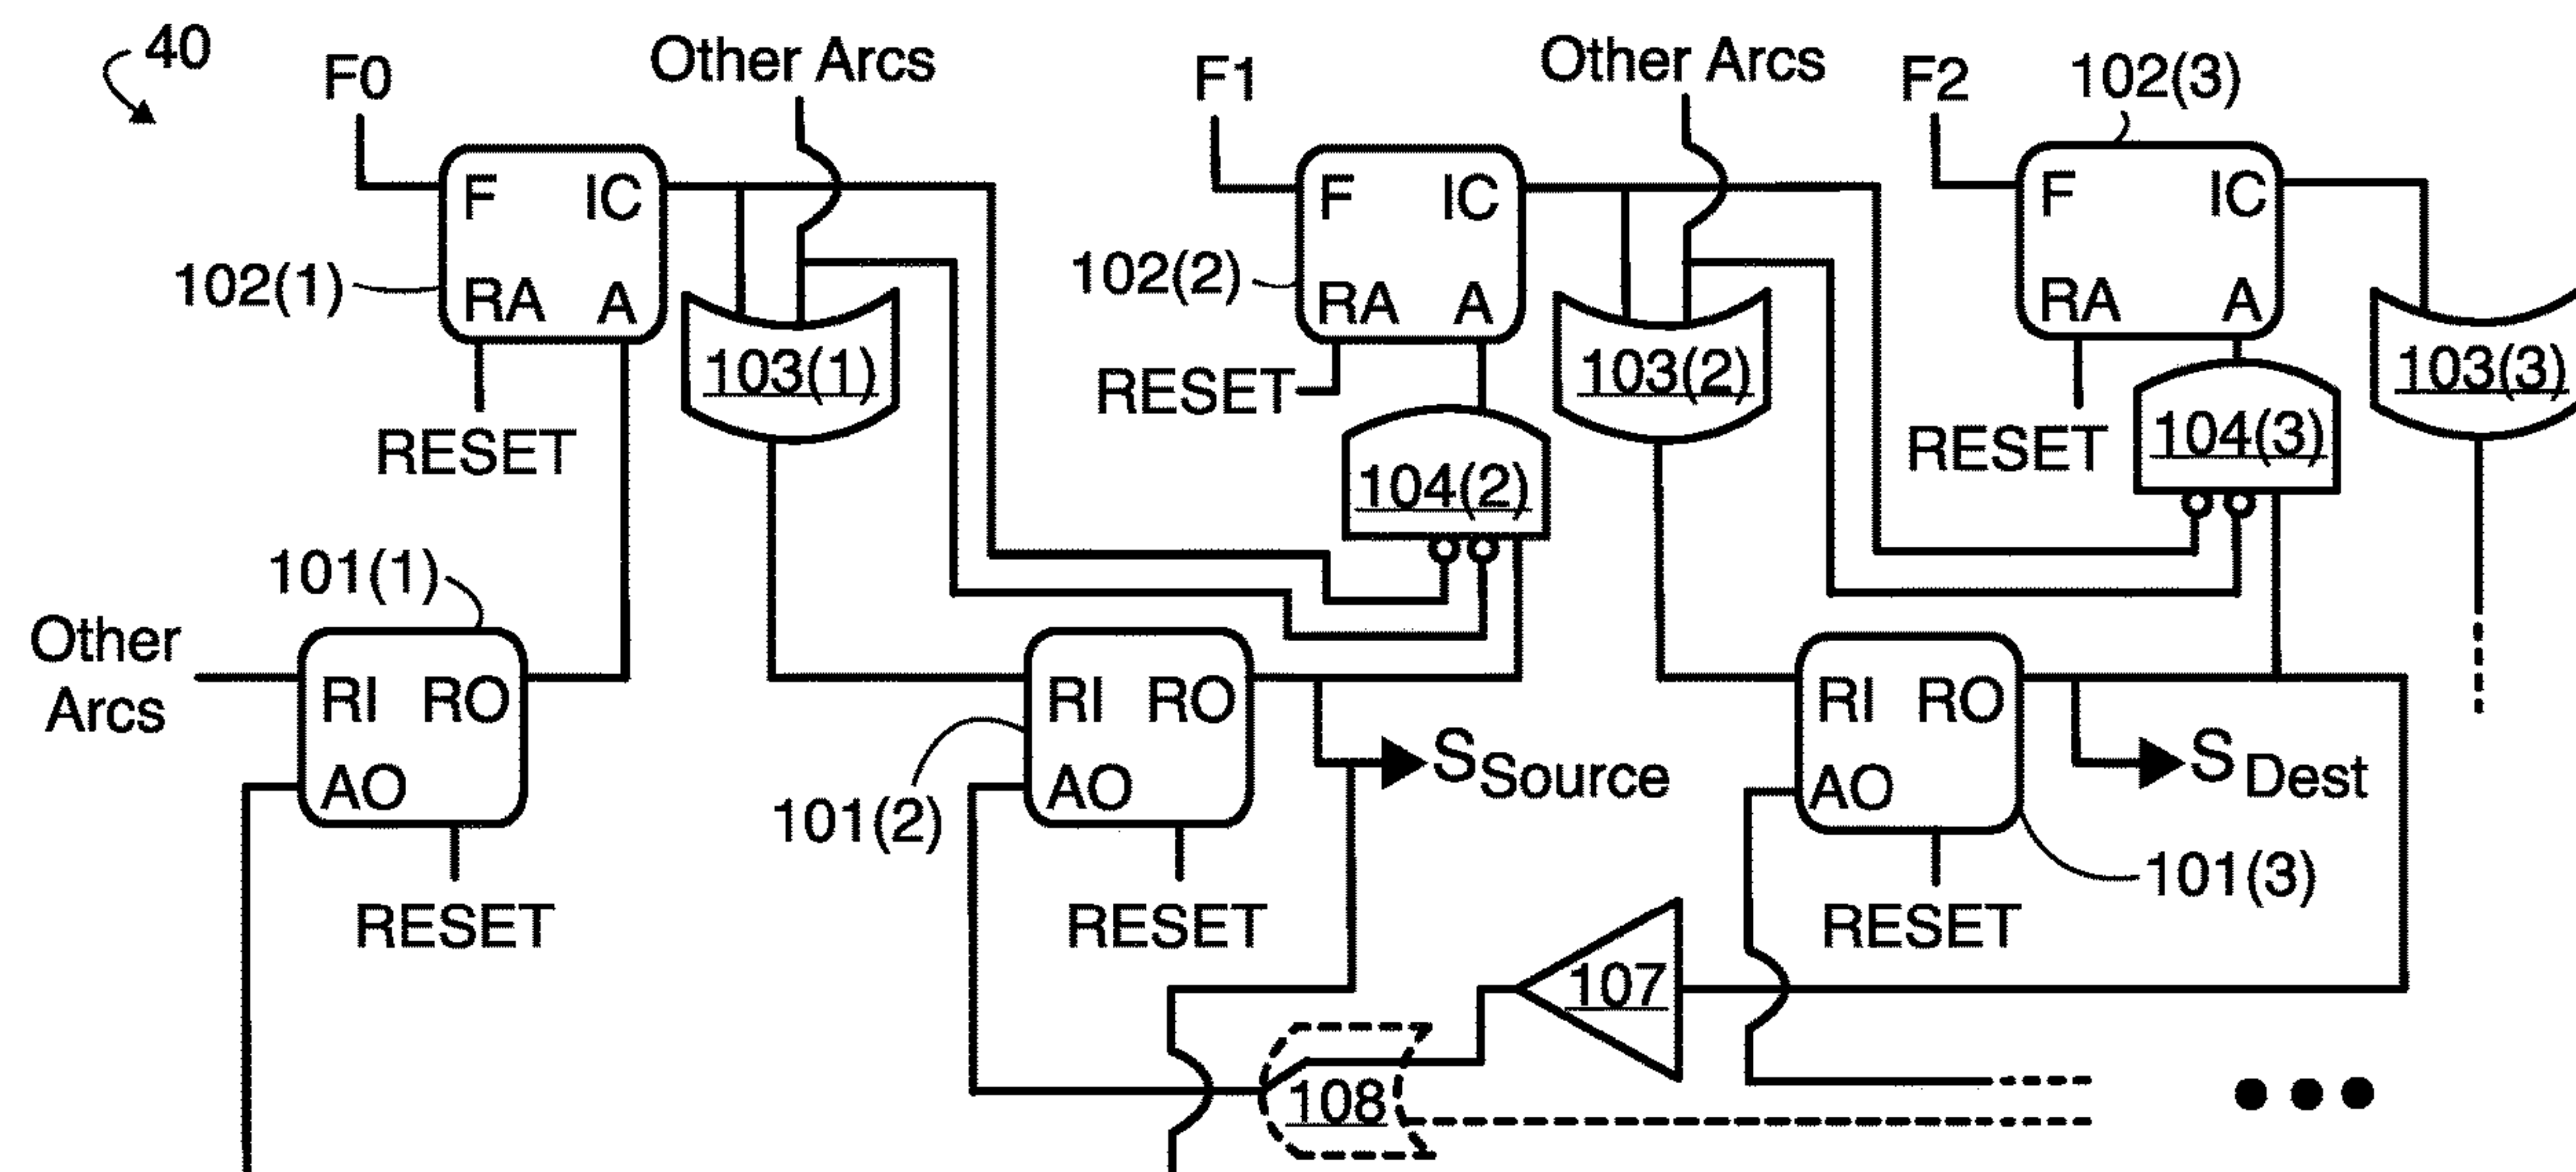 40
F0
Other Arcs
F1
Other Arcs
F2
102(3)
F IC
RA A
102(1)
RESET
103(1)
F IC
RA A
102(2)
RESET
104(2)
103(2)
F IC
RA A
RESET
104(3)
103(3)
Other
Arcs
101(1)
RI RO
AO
RESET
101(2)
RI RO
AO
RESET
S Source
RI RO
AO
RESET
S Dest
101(3)
107
108